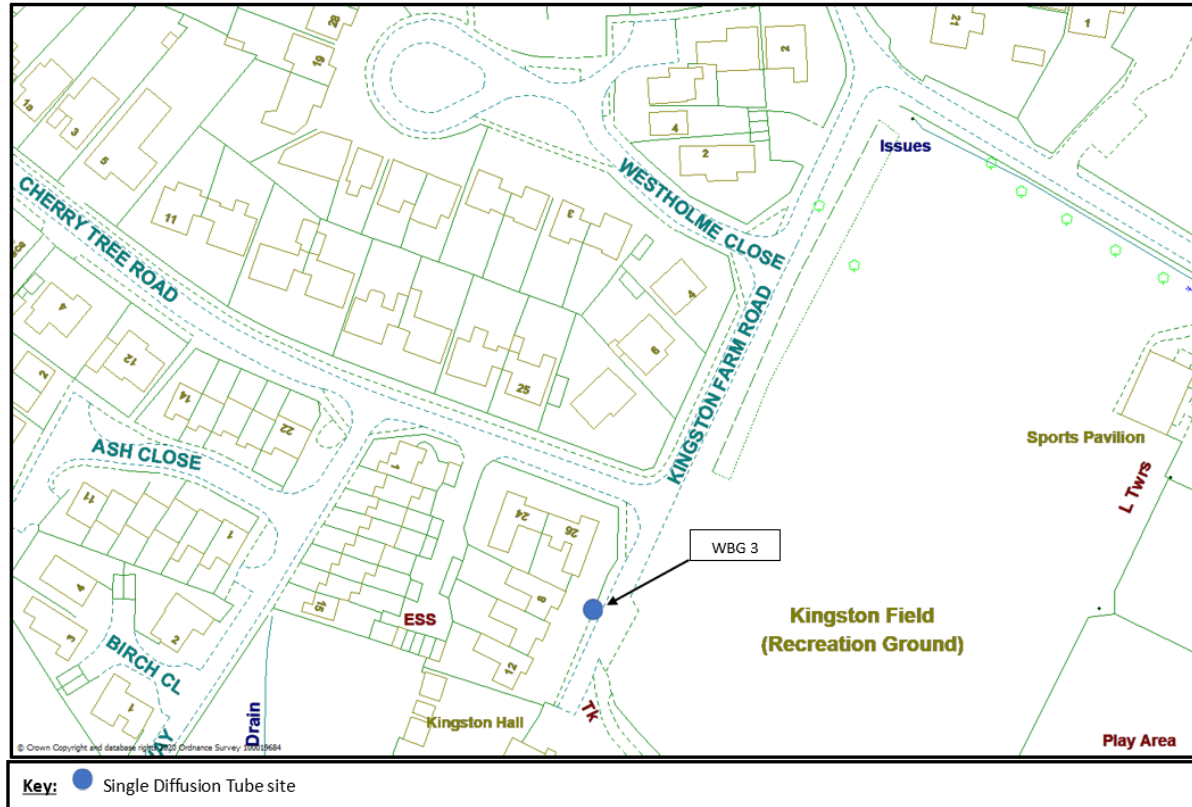 28
19
21
1
2
1a
3
5
4
2
Issues
WESTHOLME CLOSE
CHERRY TREE ROAD
11
3
4
6
KINGSTON FARM ROAD
4
12
2
14
22
25
Sports Pavilion
L Twrs
ASH CLOSE
11
1
1
24
26
WBG 3
4
3
2
15
ESS
8
12
Kingston Field
(Recreation Ground)
BIRCH CL
1
Drain
Kingston Hall
Tk
Play Area
© Crown Copyright and database rights 2020 Ordnance Survey 100019684
Key: Single Diffusion Tube site